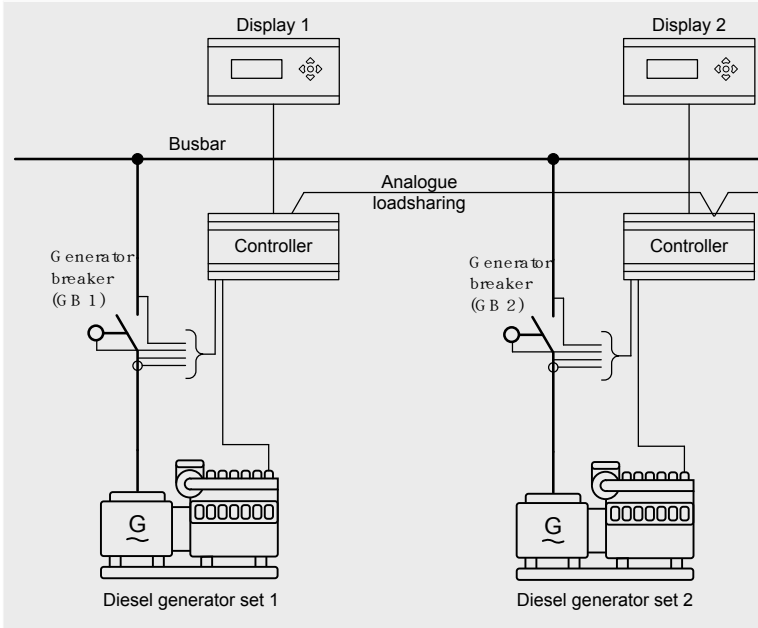 Display 1
Display 2
Busbar
Analogue
loadsharing
Controller
Controller
Generator
breaker
(GB 1)
Generator
breaker
(GB 2)
G
G
Diesel generator set 1
Diesel generator set 2